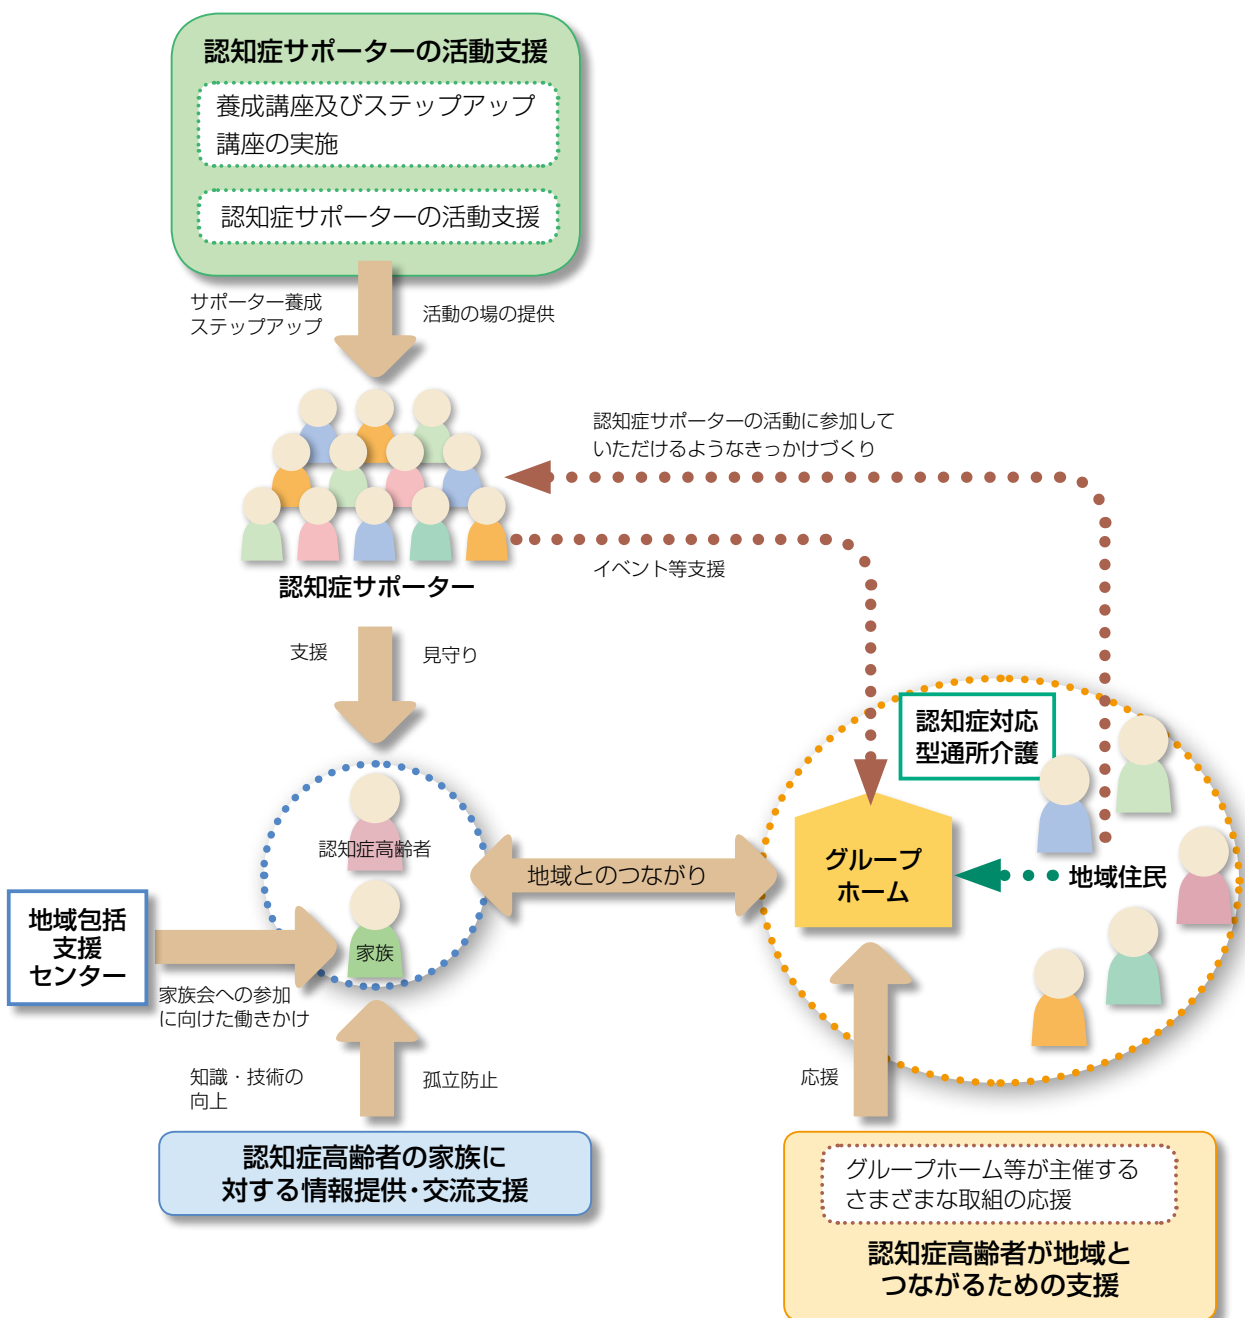 認知症サポーターの活動支援
養成講座及びステップアップ
講座の実施
認知症サポーターの活動支援
サポーター養成
ステップアップ
活動の場の提供
認知症サポーターの活動に参加して
いただけるようなきっかけづくり
イベント等支援
認知症サポーター
支援
見守り
認知症対応
型通所介護
認知症高齢者
地域とのつながり
グループ
ホーム
地域住民
地域包括
支援
センター
家族
家族会への参加
に向けた働きかけ
知識・技術の
向上
孤立防止
応援
認知症高齢者の家族に
対する情報提供・交流支援
グループホーム等が主催する
さまざまな取組の応援
認知症高齢者が地域と
つながるための支援